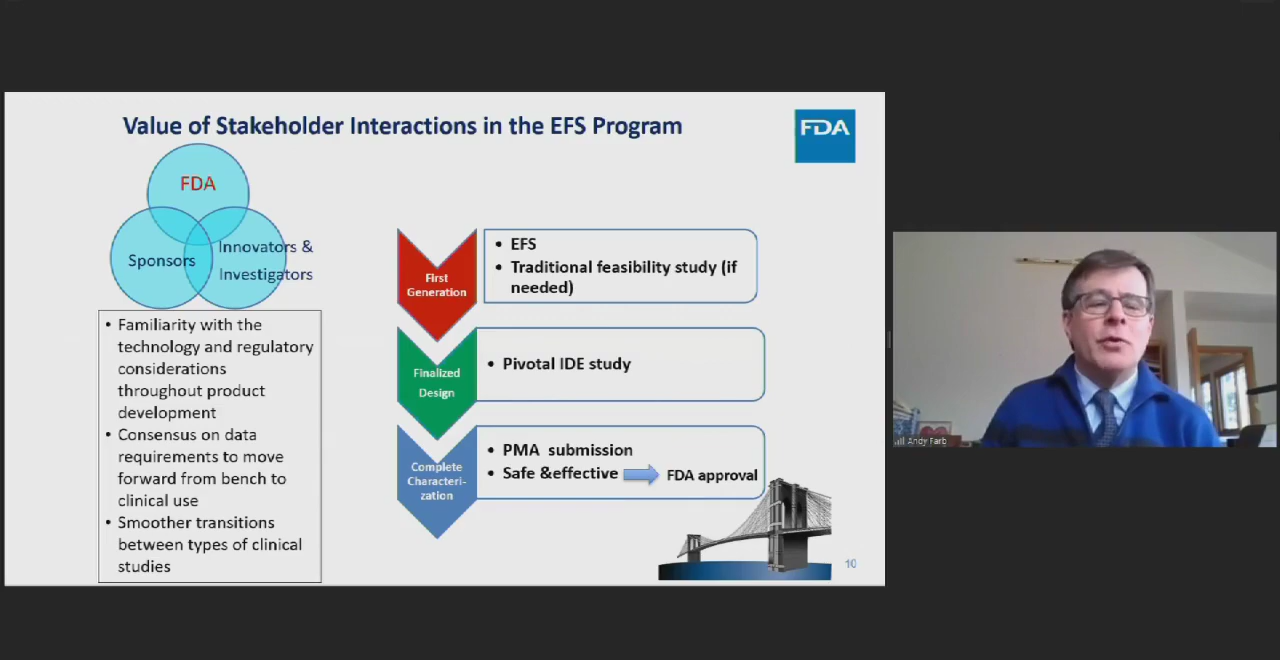 Value of Stakeholder Interactions in the EFS Program
FDA
FDA
Sponsors
Innovators &
Investigators
• Familiarity with the
technology and regulatory
considerations
throughout product
development
• Consensus on data
requirements to move
forward from bench to
clinical use
• Smoother transitions
between types of clinical
studies
First
Generation
• EFS
• Traditional feasibility study (if
needed)
Finalized
Design
• Pivotal IDE study
Complete
Characteri-
zation
• PMA submission
• Safe &effective
FDA approval
10
Andy Farb